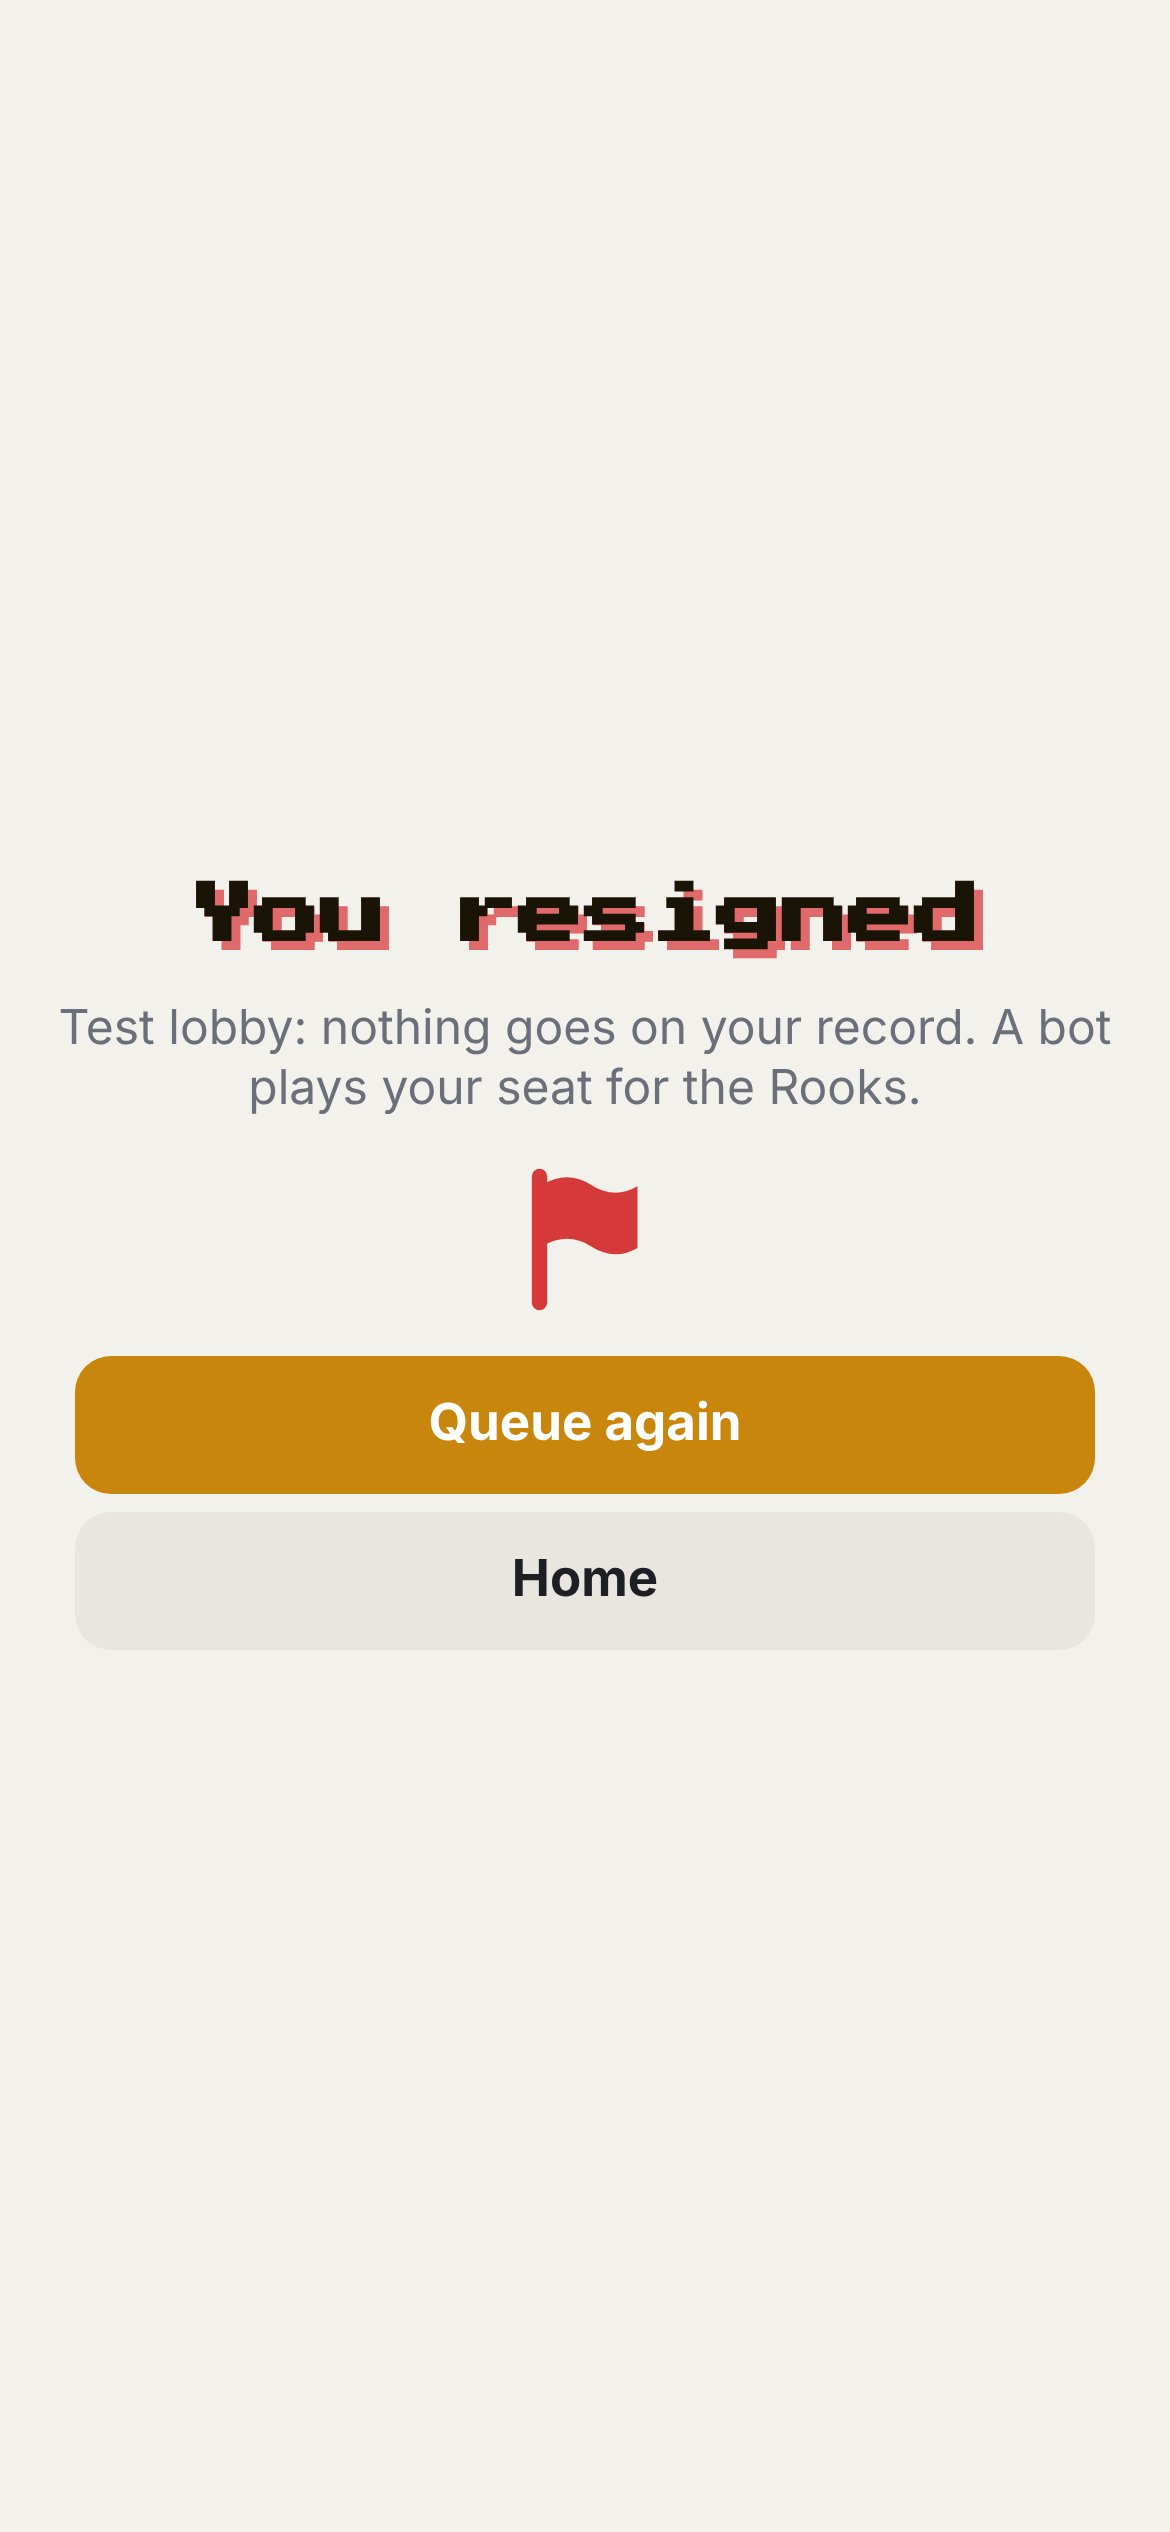 You resigned
Test lobby: nothing goes on your record. A bot
plays your seat for the Rooks.
Queue again
Home